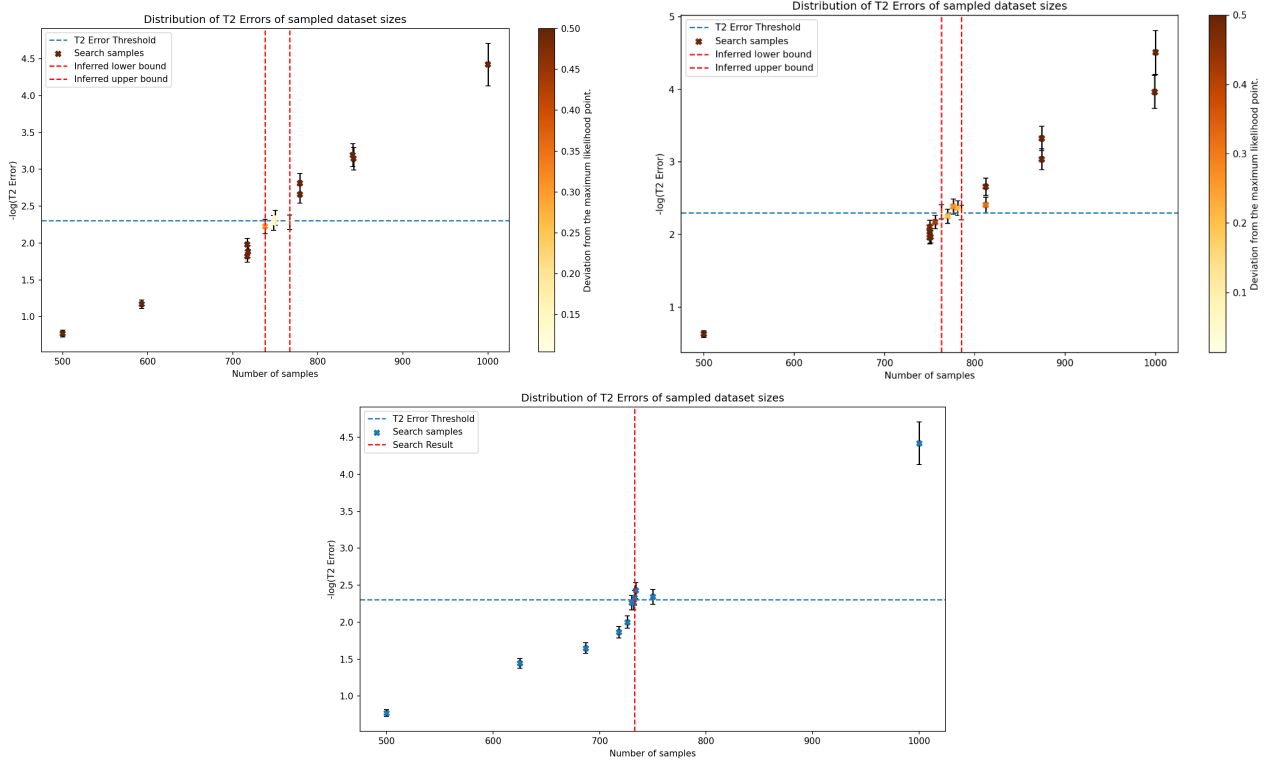 Distribution of T2 Errors of sampled dataset sizes
T2 Error Threshold
Search samples
Inferred lower bound
Inferred upper bound
4.5
4.0
3.5
3.0
2.5
2.0
1.5
1.0
-log(T2 Error)
500
600
700
800
900
1000
Number of samples
0.50
0.45
0.40
0.35
0.30
0.25
0.20
0.15
Deviation from the maximum likelihood point.
Distribution of T2 Errors of sampled dataset sizes
T2 Error Threshold
Search samples
Inferred lower bound
Inferred upper bound
5
4
3
2
1
-log(T2 Error)
500
600
700
800
900
1000
Number of samples
0.5
0.4
0.3
0.2
0.1
Deviation from the maximum likelihood point.
Distribution of T2 Errors of sampled dataset sizes
T2 Error Threshold
Search samples
Search Result
4.5
4.0
3.5
3.0
2.5
2.0
1.5
1.0
-log(T2 Error)
500
600
700
800
900
1000
Number of samples